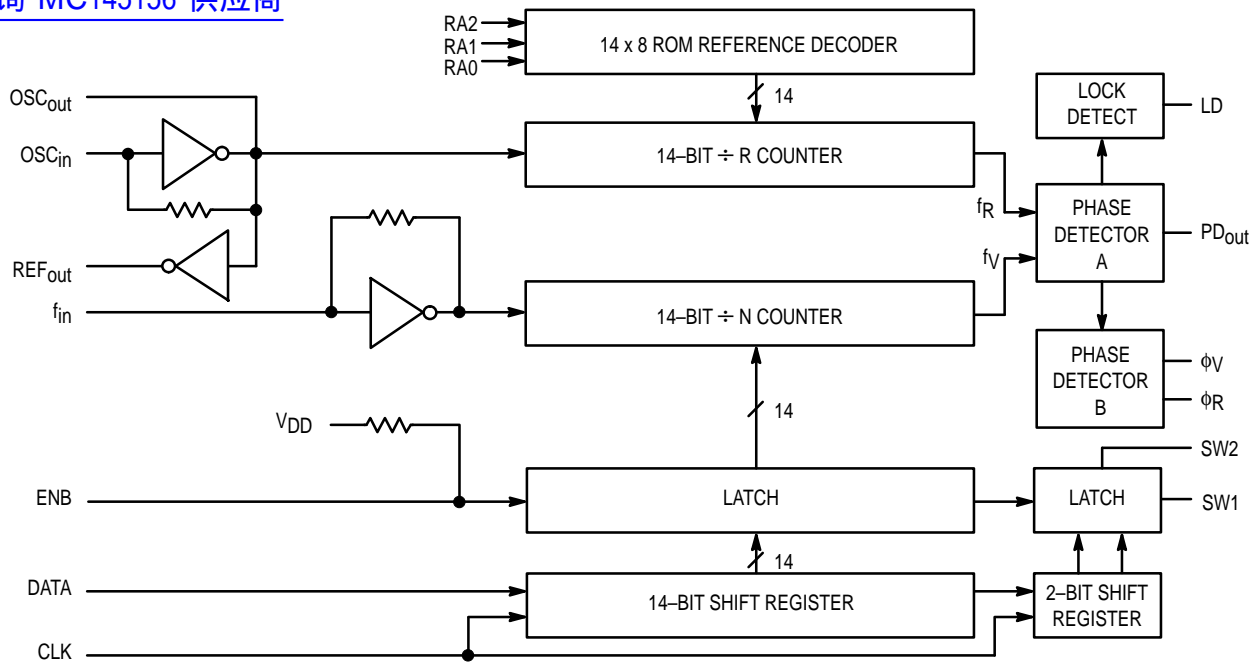 询 MC145156 供应商
RA2
RA1
RA0
14 x 8 ROM REFERENCE DECODER
14
OSCout
OSCin
REFout
fin
14–BIT ÷ R COUNTER
fR
LOCK
DETECT
LD
PHASE
DETECTOR
A
PDout
fV
14–BIT ÷ N COUNTER
PHASE
DETECTOR
B
ϕV
ϕR
14
VDD
ENB
LATCH
LATCH
SW2
SW1
14
DATA
14–BIT SHIFT REGISTER
2–BIT SHIFT
REGISTER
CLK